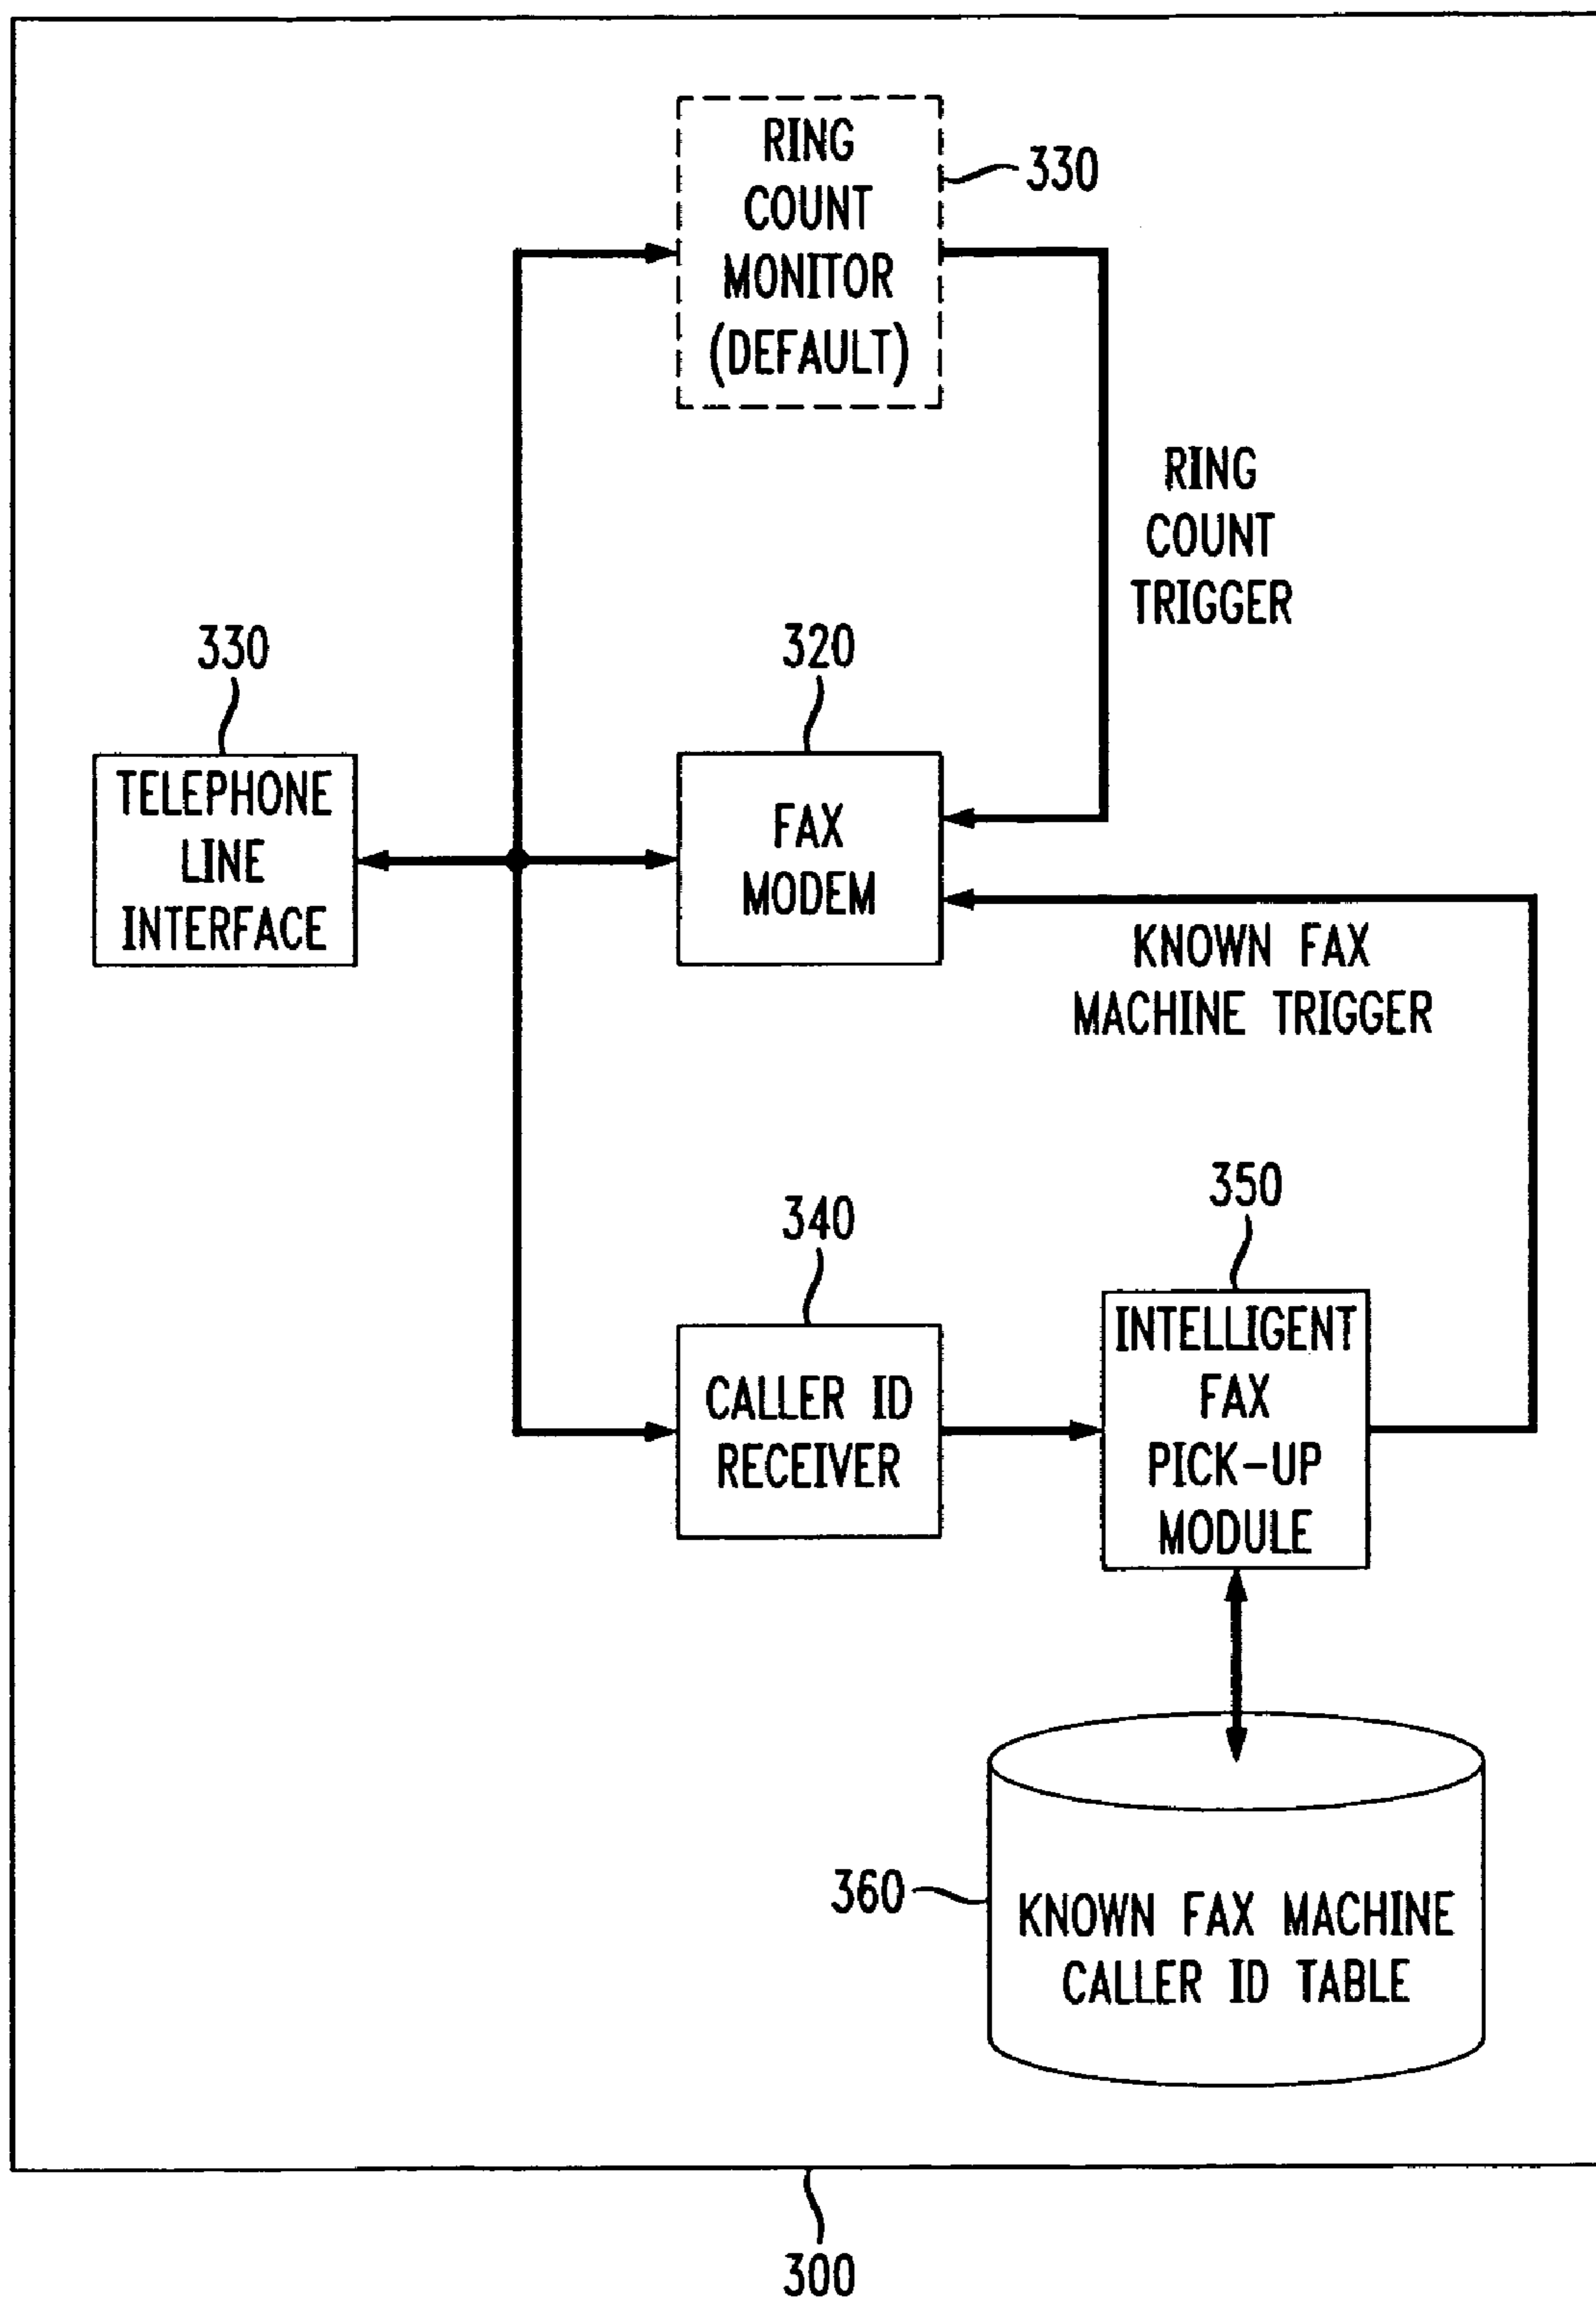 RING
COUNT
MONITOR
(DEFAULT)
330
RING
COUNT
TRIGGER
330
TELEPHONE
LINE
INTERFACE
320
FAX
MODEM
KNOWN FAX
MACHINE TRIGGER
340
CALLER ID
RECEIVER
350
INTELLIGENT
FAX
PICK-UP
MODULE
360
KNOWN FAX MACHINE
CALLER ID TABLE
300